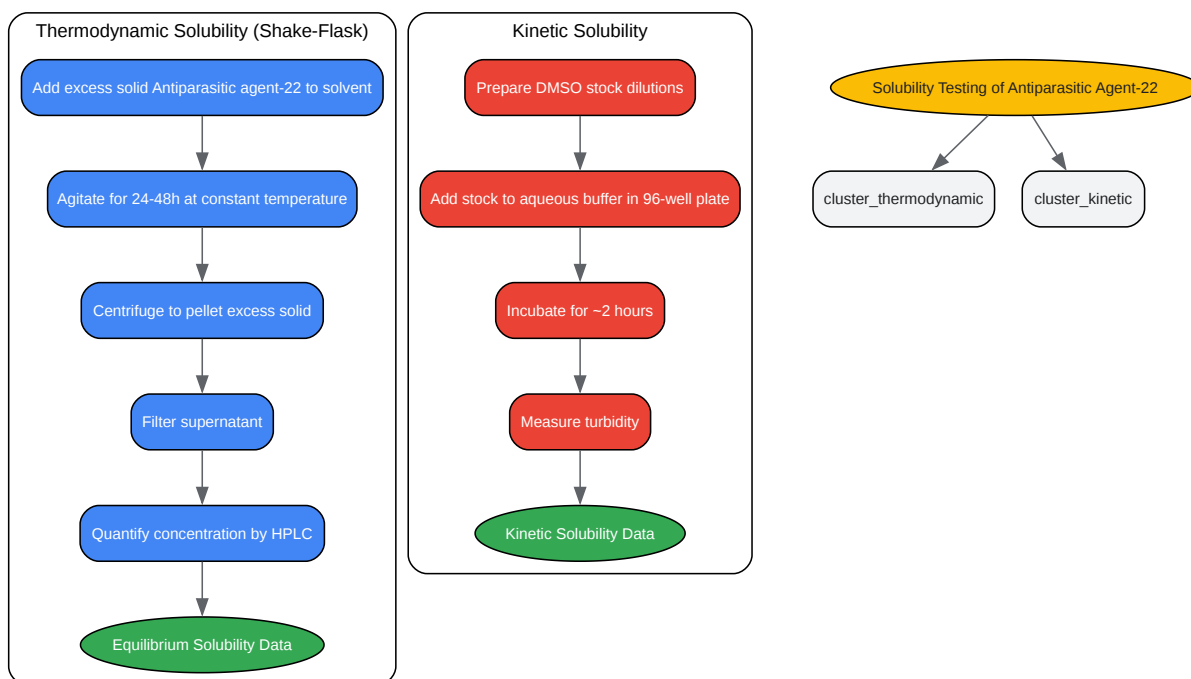 Thermodynamic Solubility (Shake-Flask)
Add excess solid Antiparasitic agent-22 to solvent
Agitate for 24-48h at constant temperature
Centrifuge to pellet excess solid
Filter supernatant
Quantify concentration by HPLC
Equilibrium Solubility Data
Kinetic Solubility
Prepare DMSO stock dilutions
Add stock to aqueous buffer in 96-well plate
Incubate for ~2 hours
Measure turbidity
Kinetic Solubility Data
Solubility Testing of Antiparasitic Agent-22
cluster_thermodynamic
cluster_kinetic